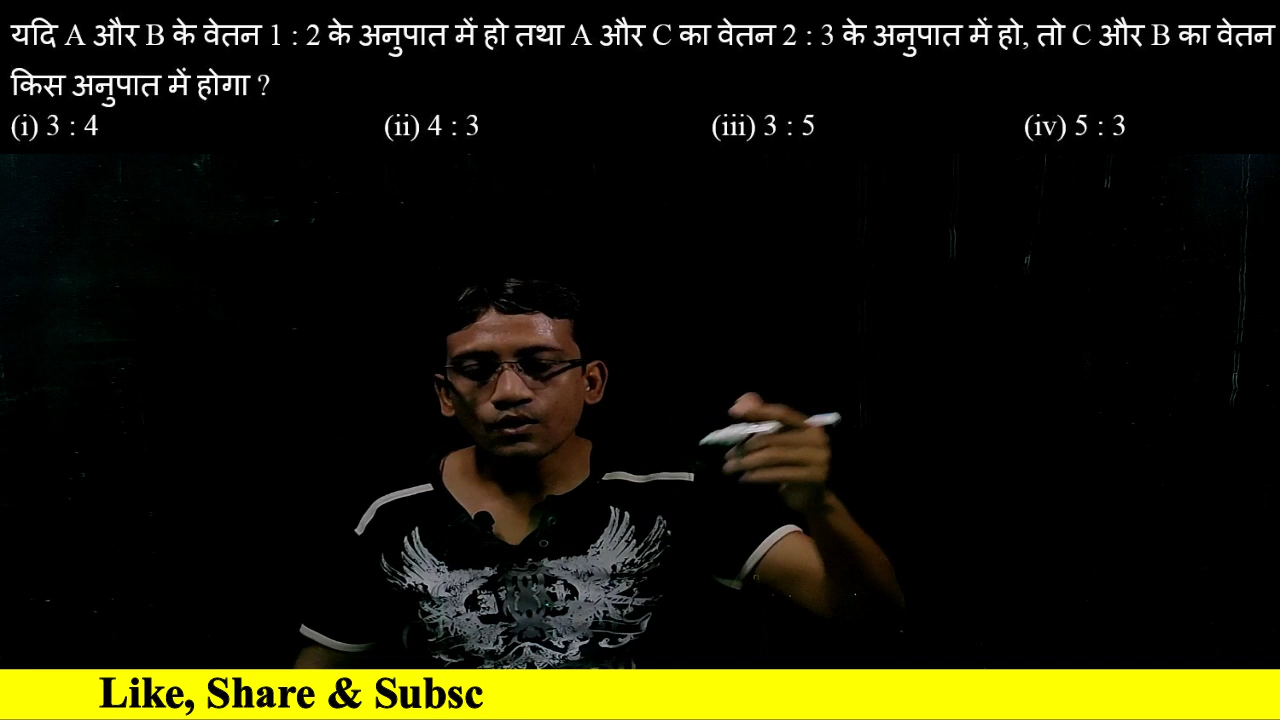 यदि A और B के वेतन 1 : 2 के अनुपात में हो तथा A और C का वेतन 2 : 3 के अनुपात में हो, तो C और B का वेतन
किस अनुपात में होगा ?
(i) 3 : 4 (ii) 4 : 3 (iii) 3 : 5 (iv) 5 : 3
Like, Share & Subsc